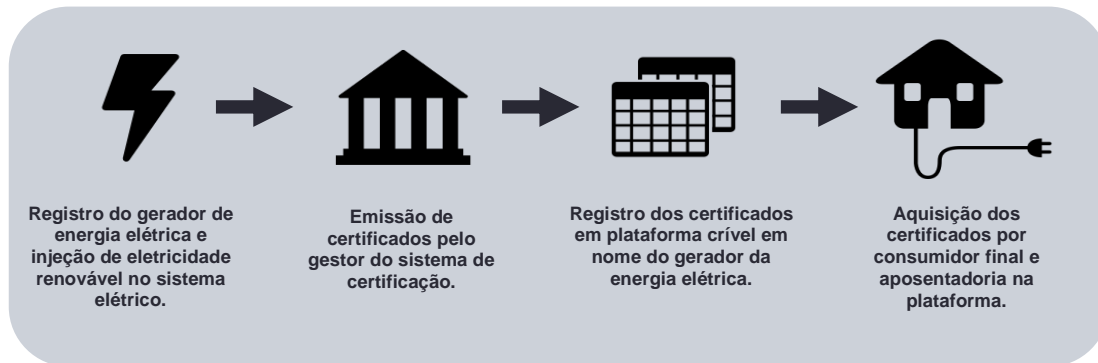 Registro do gerador de
energia elétrica e
injeção de eletricidade
renovável no sistema
elétrico.
Emissão de
certificados pelo
gestor do sistema de
certificação.
Registro dos certificados
em plataforma crível em
nome do gerador da
energia elétrica.
Aquisição dos
certificados por
consumidor final e
aposentadoria na
plataforma.